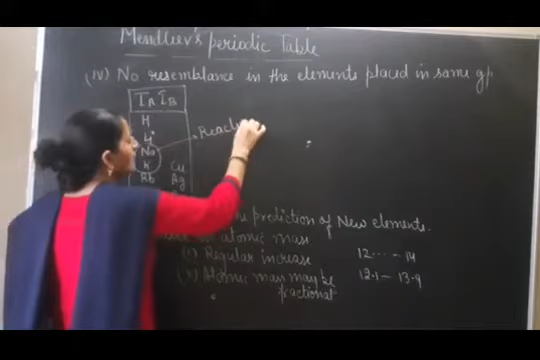 Mendleev's periodic Table
(iv) No resemblance in the elements placed in same gp
IA IB
H
Na
Reac
K Cu
Rb Ag
prediction of New elements.
in atomic mass
(i) Regular increase 12... - 14
(ii) Atomic mass may be 12.1 - 13.9
fractional